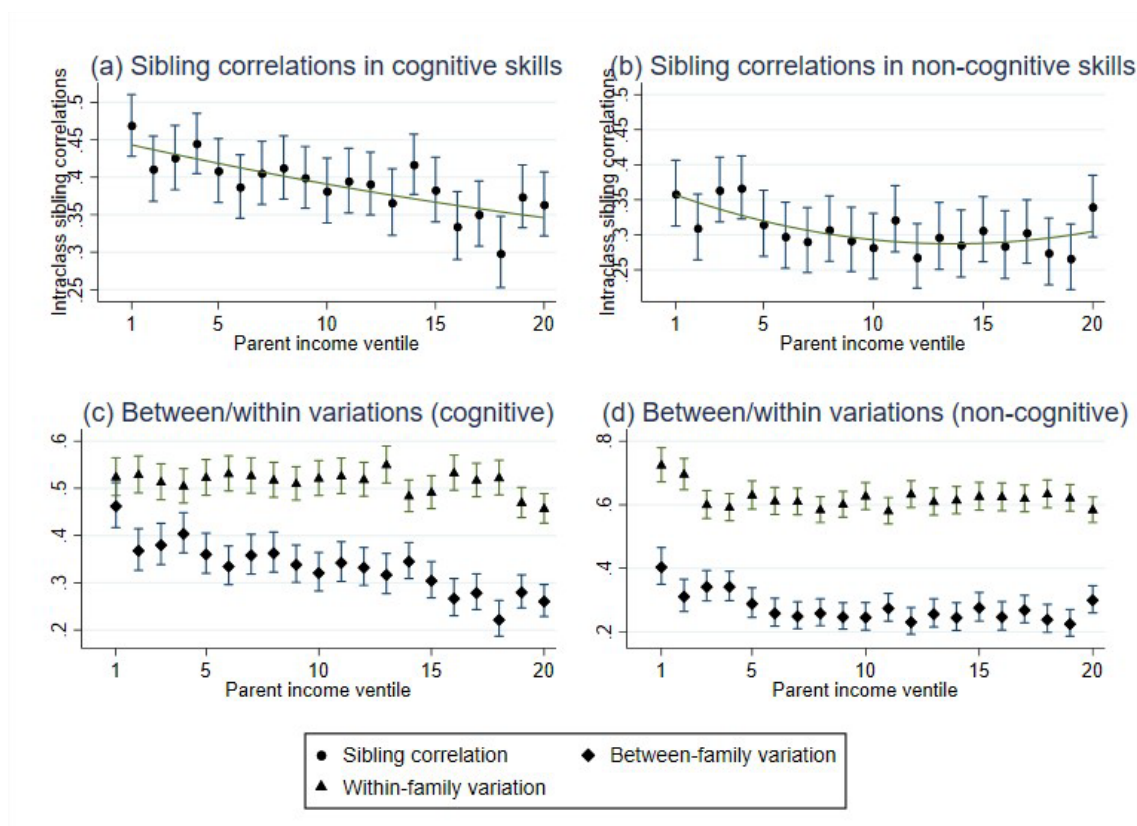 (a) Sibling correlations in cognitive skills
Intraclass sibling correlations
.5
.45
.4
.35
.3
.25
1 5 10 15 20
Parent income ventile
(b) Sibling correlations in non-cognitive skills
Intraclass sibling correlations
.5
.45
.4
.35
.3
.25
1 5 10 15 20
Parent income ventile
(c) Between/within variations (cognitive)
.6
.5
.4
.3
.2
1 5 10 15 20
Parent income ventile
(d) Between/within variations (non-cognitive)
.8
.6
.4
.2
1 5 10 15 20
Parent income ventile
Sibling correlation
Between-family variation
Within-family variation